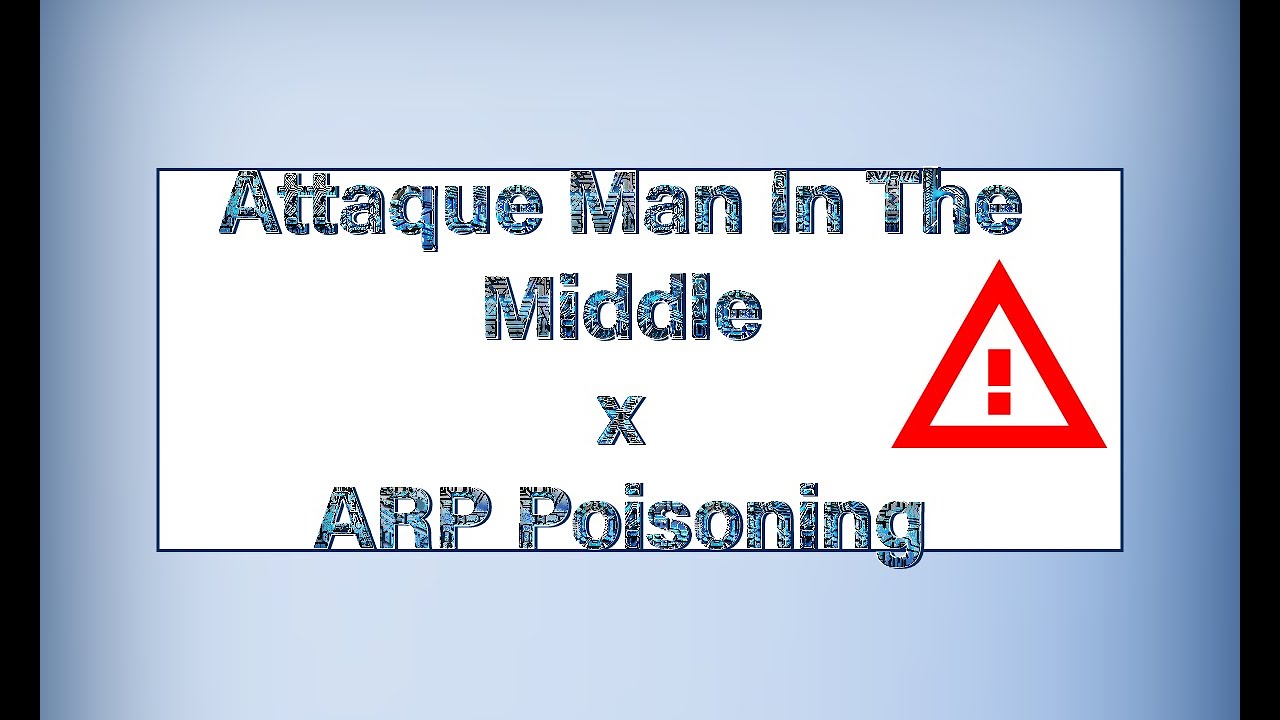 Attaque Man In The
Middle
x
ARP Poisoning